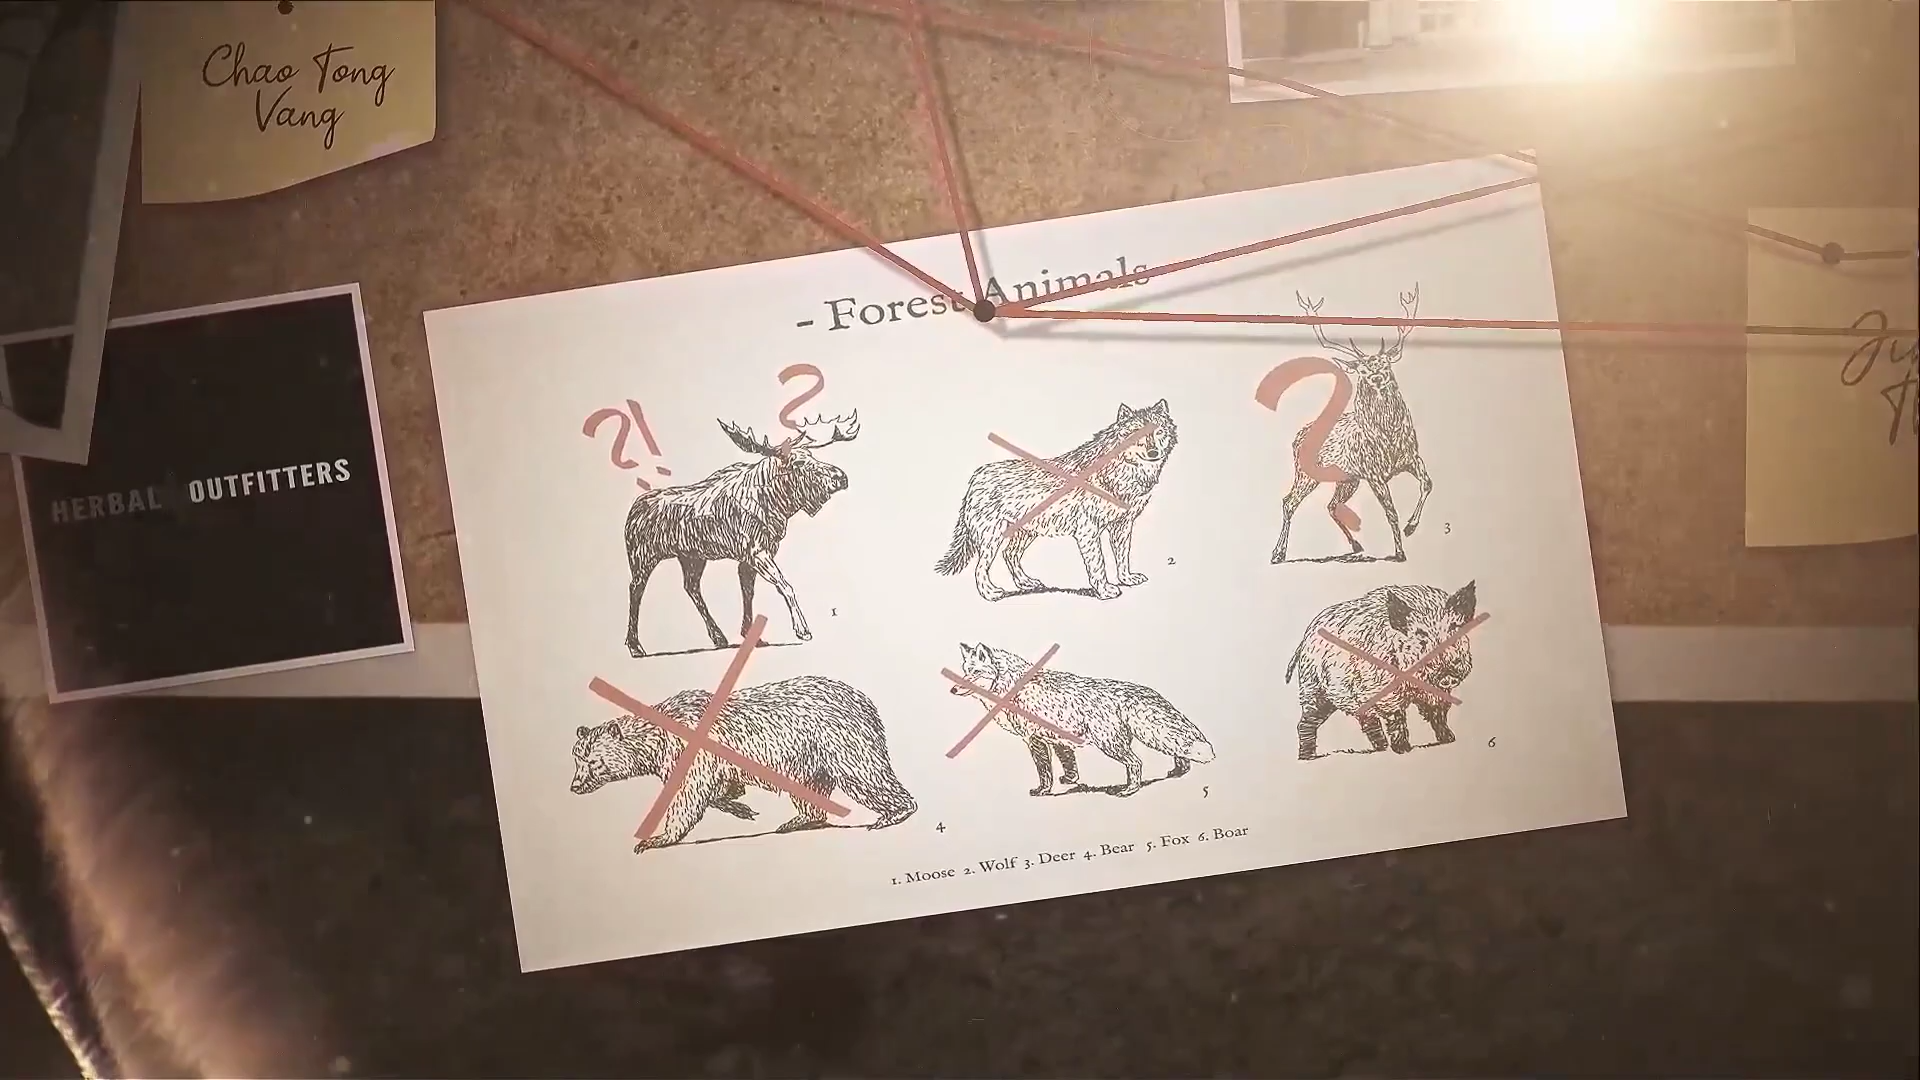 Chao Tong
Vang
HERBAL OUTFITTERS
- Forest Animals
?!
?
?
1
2
3
4
5
6
1. Moose 2. Wolf 3. Deer 4. Bear 5. Fox 6. Boar